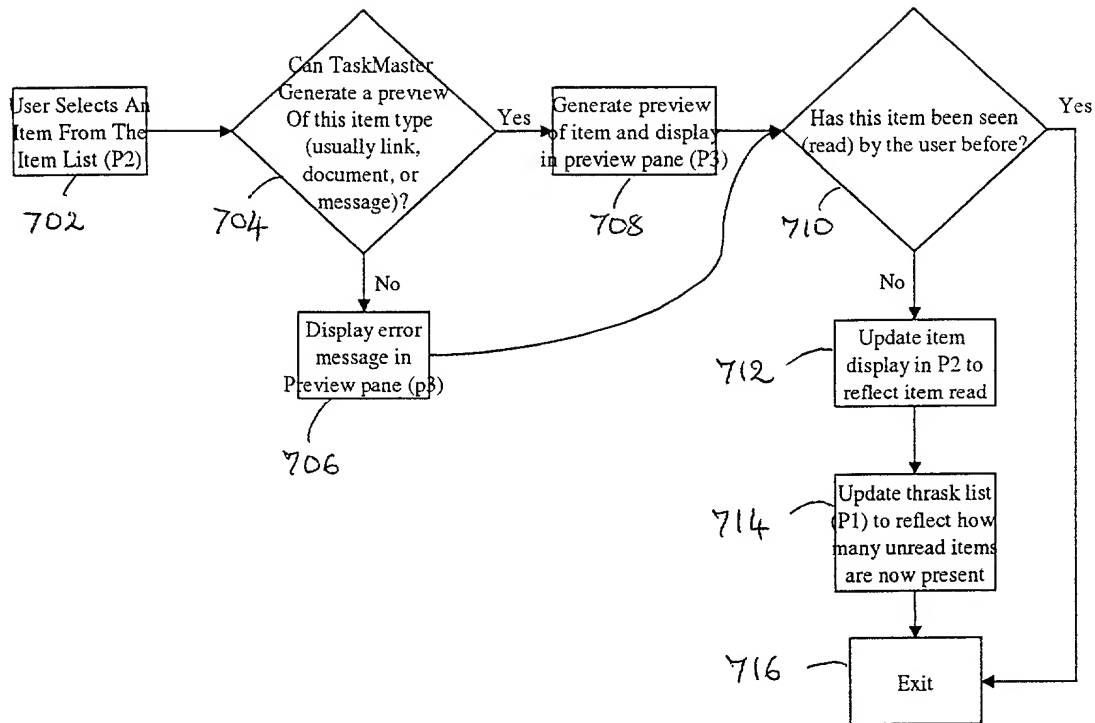 User Selects An
Item From The
Item List (P2)
702
Can TaskMaster
Generate a preview
Of this item type
(usually link,
document, or
message)?
704
Yes
No
Display error
message in
Preview pane (p3)
706
Generate preview
of item and display
in preview pane (P3)
708
Has this item been seen
(read) by the user before?
710
Yes
No
Update item
display in P2 to
reflect item read
712
Update thrask list
(P1) to reflect how
many unread items
are now present
714
Exit
716